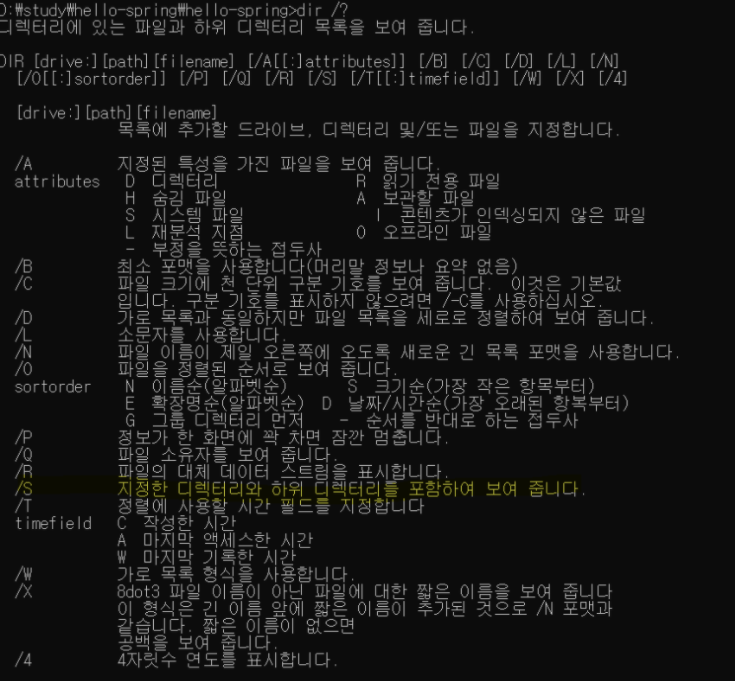 D:\study\hello-spring\hello-spring>dir /?
디렉터리에 있는 파일과 하위 디렉터리 목록을 보여 줍니다.
DIR [drive:][path][filename] [/A[[:]attributes]] [/B] [/C] [/D] [/L] [/N]
[/O[[:]sortorder]] [/P] [/Q] [/R] [/S] [/T[[:]timefield]] [/W] [/X] [/4]
[drive:][path][filename]
목록에 추가할 드라이브, 디렉터리 및/또는 파일을 지정합니다.
/A 지정된 특성을 가진 파일을 보여 줍니다.
attributes D 디렉터리 R 읽기 전용 파일
H 숨김 파일 A 보관할 파일
S 시스템 파일 I 콘텐츠가 인덱싱되지 않은 파일
L 재분석 지점 O 오프라인 파일
- 부정을 뜻하는 접두사
/B 최소 포맷을 사용합니다(머리말 정보나 요약 없음)
/C 파일 크기에 천 단위 구분 기호를 보여 줍니다. 이것은 기본값
입니다. 구분 기호를 표시하지 않으려면 /-C를 사용하십시오.
/D 가로 목록과 동일하지만 파일 목록을 세로로 정렬하여 보여 줍니다.
/L 소문자를 사용합니다.
/N 파일 이름이 제일 오른쪽에 오도록 새로운 긴 목록 포맷을 사용합니다.
/O 파일을 정렬된 순서로 보여 줍니다.
sortorder N 이름순(알파벳순) S 크기순(가장 작은 항목부터)
E 확장명순(알파벳순) D 날짜/시간순(가장 오래된 항목부터)
G 그룹 디렉터리 먼저 - 순서를 반대로 하는 접두사
/P 정보가 한 화면에 꽉 차면 잠깐 멈춥니다.
/Q 파일 소유자를 보여 줍니다.
/R 파일의 대체 데이터 스트림을 표시합니다.
/S 지정한 디렉터리와 하위 디렉터리를 포함하여 보여 줍니다.
/T 정렬에 사용할 시간 필드를 지정합니다
timefield C 작성한 시간
A 마지막 액세스한 시간
W 마지막 기록한 시간
/W 가로 목록 형식을 사용합니다.
/X 8dot3 파일 이름이 아닌 파일에 대한 짧은 이름을 보여 줍니다
이 형식은 긴 이름 앞에 짧은 이름이 추가된 것으로 /N 포맷과
같습니다. 짧은 이름이 없으면
공백을 보여 줍니다.
/4 4자릿수 연도를 표시합니다.